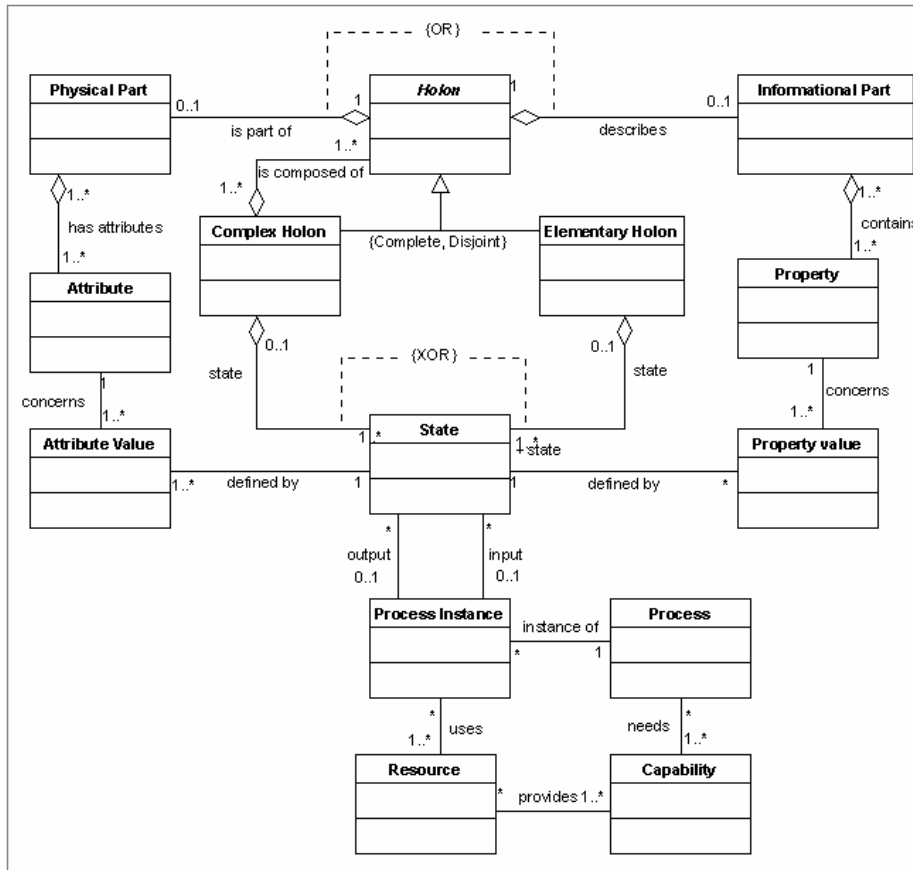 {OR}
Physical Part
Holon
Informational Part
0..1
1
1
0..1
is part of
describes
1..*
is composed of
1..*
1..*
1..*
has attributes
Complex Holon
Elementary Holon
contains
{Complete, Disjoint}
1..*
1..*
Attribute
Property
0..1
0..1
{XOR}
state
state
1
1
concerns
concerns
1..*
1..*
Attribute Value
State
Property value
1..*
1..*
+ state
1..*
defined by
1
1
defined by
*
*
*
output
input
0..1
0..1
Process Instance
Process
instance of
*
1
*
*
uses
needs
1..*
1..*
Resource
Capability
*
provides
1..*